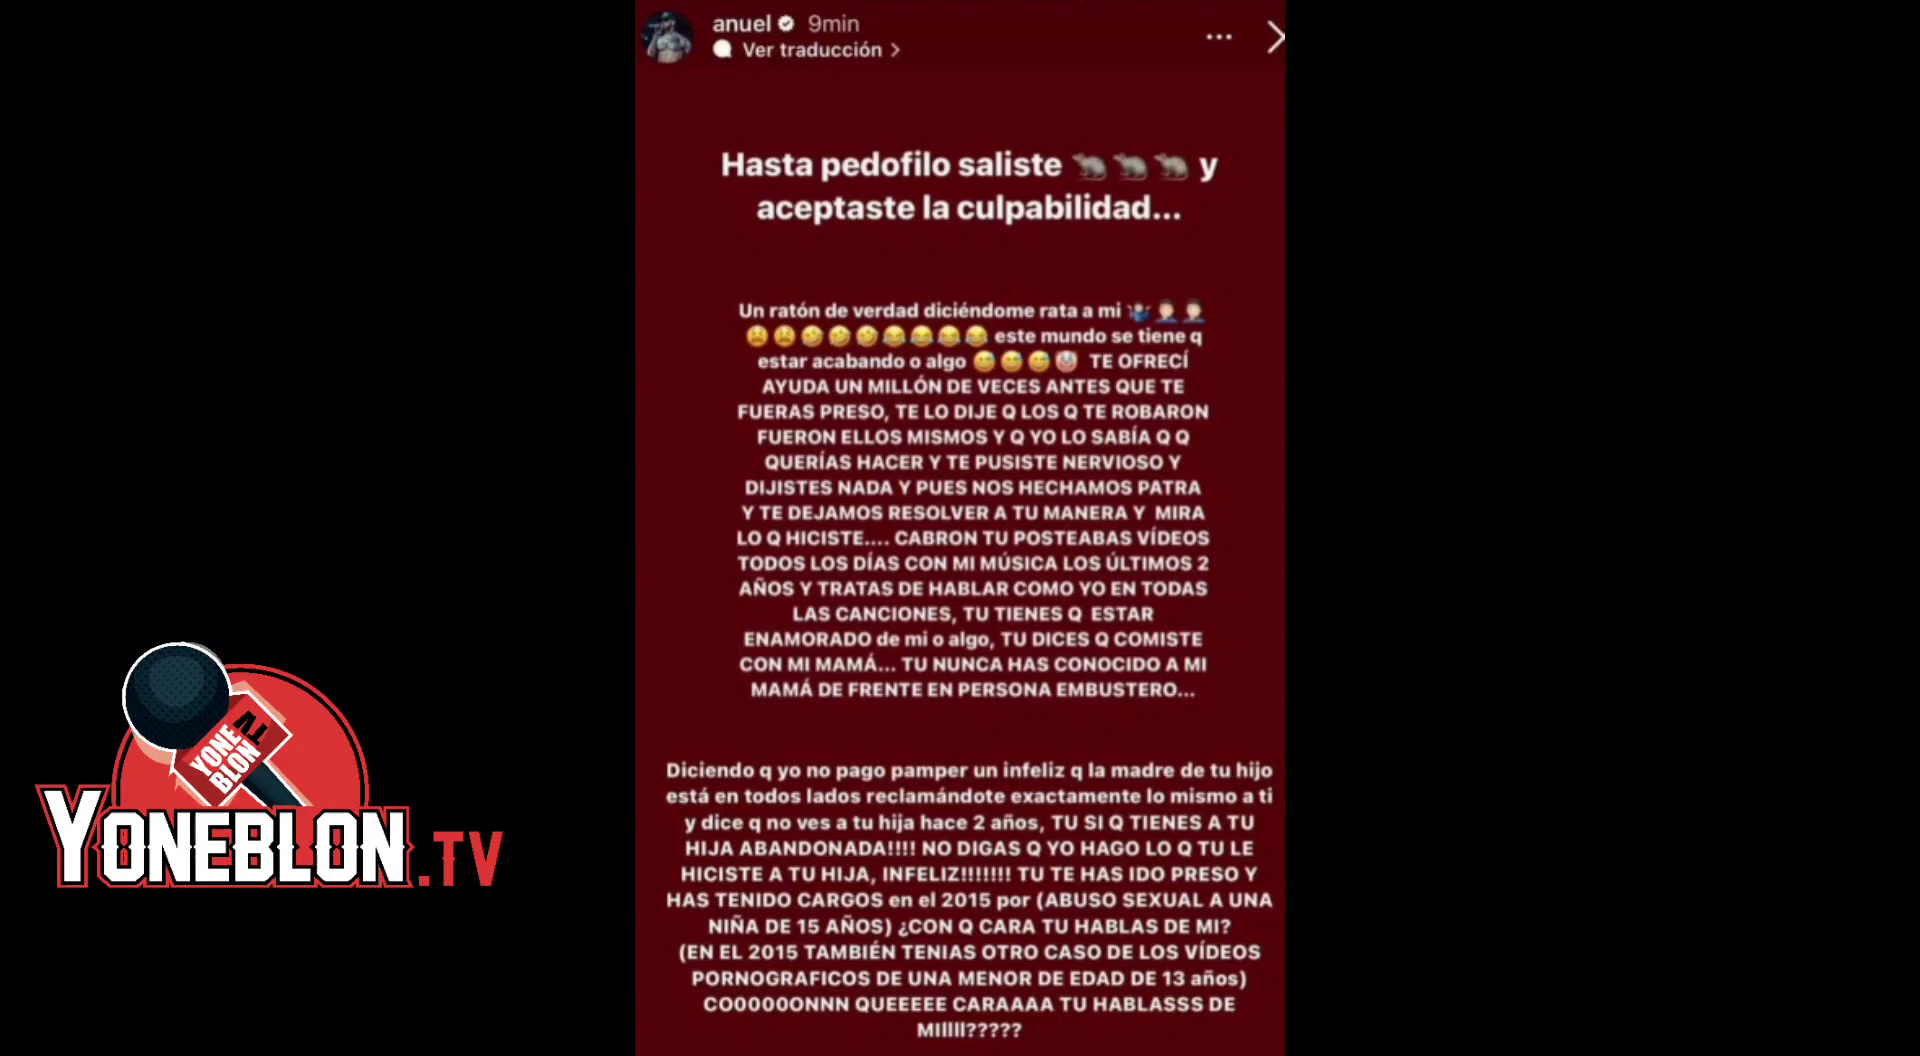 anuel 9min
Ver traducción >
Hasta pedofilo saliste 🐀🐀🐀 y
aceptaste la culpabilidad...
Un ratón de verdad diciéndome rata a mi 🤷🏻‍♂️🤦🏻‍♂️🤦🏻‍♂️
😫😫🤣🤣🤣😂😂😂😂 este mundo se tiene q
estar acabando o algo 😅😅😅🤡 TE OFRECÍ
AYUDA UN MILLÓN DE VECES ANTES QUE TE
FUERAS PRESO, TE LO DIJE Q LOS Q TE ROBARON
FUERON ELLOS MISMOS Y Q YO LO SABÍA Q Q
QUERÍAS HACER Y TE PUSISTE NERVIOSO Y
DIJISTES NADA Y PUES NOS HECHAMOS PATRA
Y TE DEJAMOS RESOLVER A TU MANERA Y MIRA
LO Q HICISTE.... CABRON TU POSTEABAS VÍDEOS
TODOS LOS DÍAS CON MI MÚSICA LOS ÚLTIMOS 2
AÑOS Y TRATAS DE HABLAR COMO YO EN TODAS
LAS CANCIONES, TU TIENES Q ESTAR
ENAMORADO de mi o algo, TU DICES Q COMISTE
CON MI MAMÁ... TU NUNCA HAS CONOCIDO A MI
MAMÁ DE FRENTE EN PERSONA EMBUSTERO...
Diciendo q yo no pago pamper un infeliz q la madre de tu hijo
está en todos lados reclamándote exactamente lo mismo a ti
y dice q no ves a tu hija hace 2 años, TU SI Q TIENES A TU
HIJA ABANDONADA!!!! NO DIGAS Q YO HAGO LO Q TU LE
HICISTE A TU HIJA, INFELIZ!!!!!!! TU TE HAS IDO PRESO Y
HAS TENIDO CARGOS en el 2015 por (ABUSO SEXUAL A UNA
NIÑA DE 15 AÑOS) ¿CON Q CARA TU HABLAS DE MI?
(EN EL 2015 TAMBIÉN TENIAS OTRO CASO DE LOS VÍDEOS
PORNOGRAFICOS DE UNA MENOR DE EDAD DE 13 años)
COOOOOONNN QUEEEEE CARAAAA TU HABLASSS DE
MIIllll?????
YONE BLON TV
YONEBLON.TV